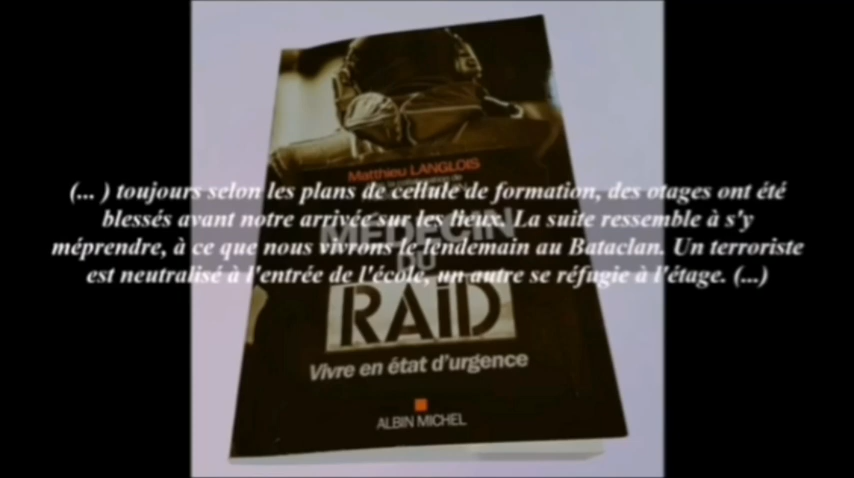 Matthieu LANGLOIS
(... ) toujours selon les plans de cellule de formation, des otages ont été
blessés avant notre arrivée sur les lieux. La suite ressemble à s'y
méprendre, à ce que nous vivrons le lendemain au Bataclan. Un terroriste
est neutralisé à l'entrée de l'école, un autre se réfugie à l'étage. (...)
MÉDECIN
DU
RAID
Vivre en état d'urgence
ALBIN MICHEL